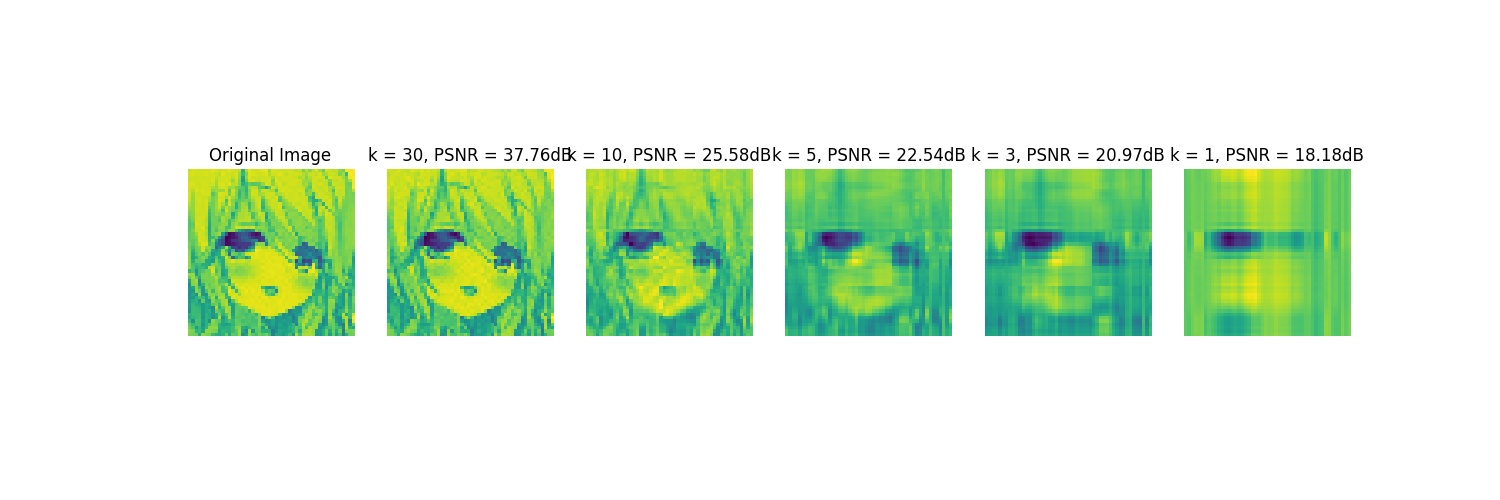 Original Image
k = 30, PSNR = 37.76dB
k = 10, PSNR = 25.58dB
k = 5, PSNR = 22.54dB
k = 3, PSNR = 20.97dB
k = 1, PSNR = 18.18dB